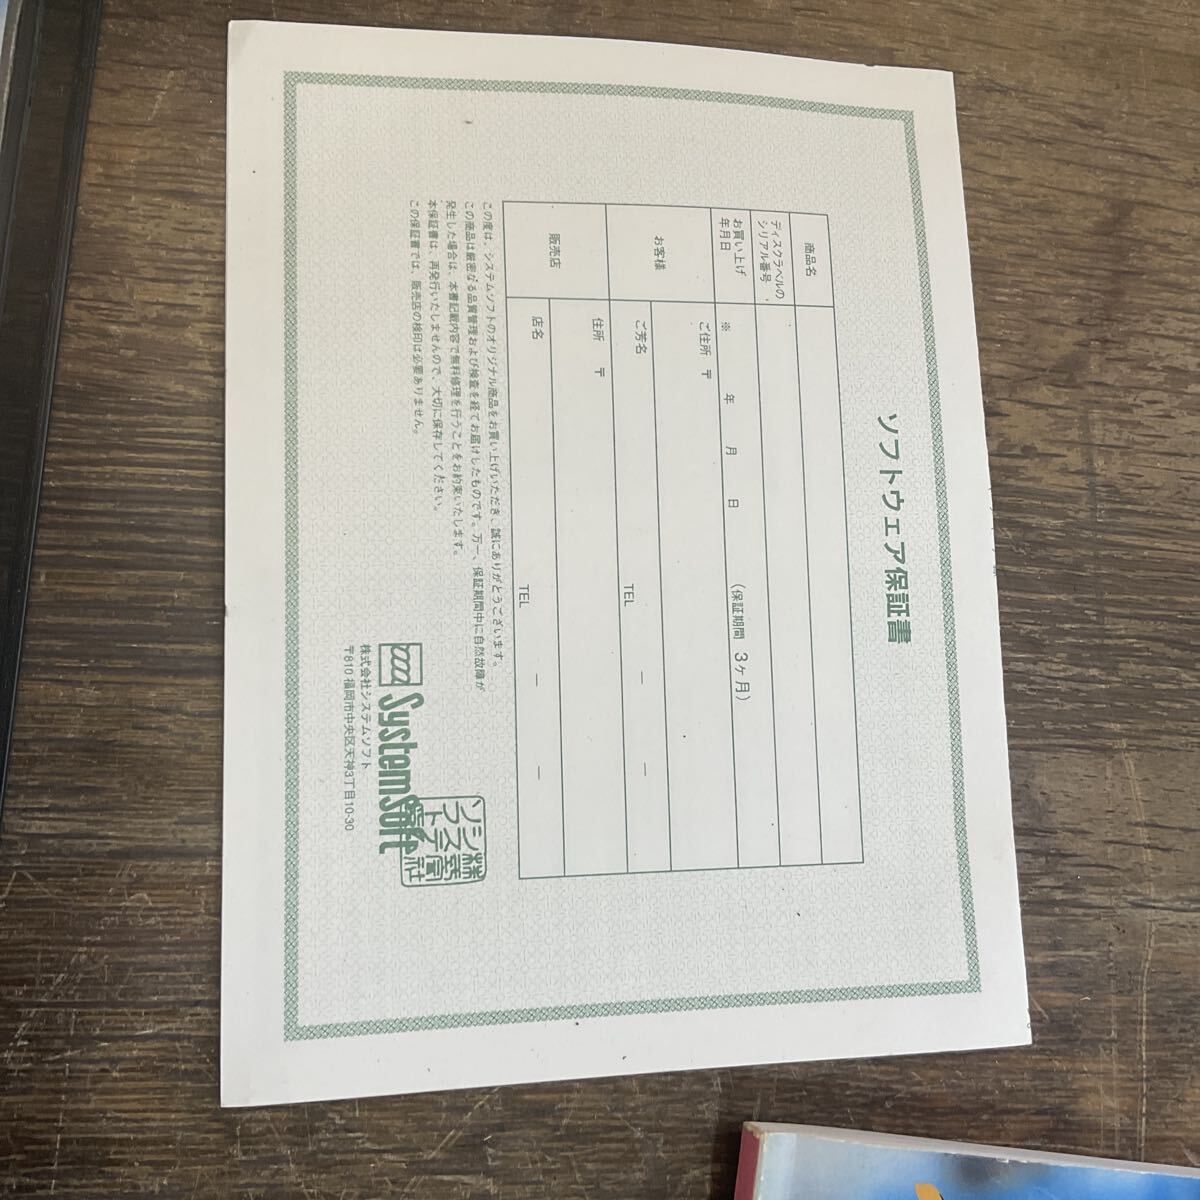 ソフトウェア保証書
商品名
ディスクラベルの
シリアル番号
お買い上げ
年月日
※ 年 月 日 (保証期間 3ヶ月)
お客様
ご住所 〒
ご芳名
TEL － －
販売店
住所 〒
店名
TEL － －
この度は、システムソフトのオリジナル商品をお買い上げいただき、誠にありがとうございます。
この商品は厳密なる品質管理および検査を経てお届けしたものです。万一、保証期間中に自然故障が
発生した場合は、本書記載内容で無料修理を行うことをお約束いたします。
本保証書は、再発行いたしませんので、大切に保存してください。
この保証書では、販売店の検印は必要ありません。
SystemSoft
株式会社システムソフト
〒810 福岡市中央区天神3丁目10-30